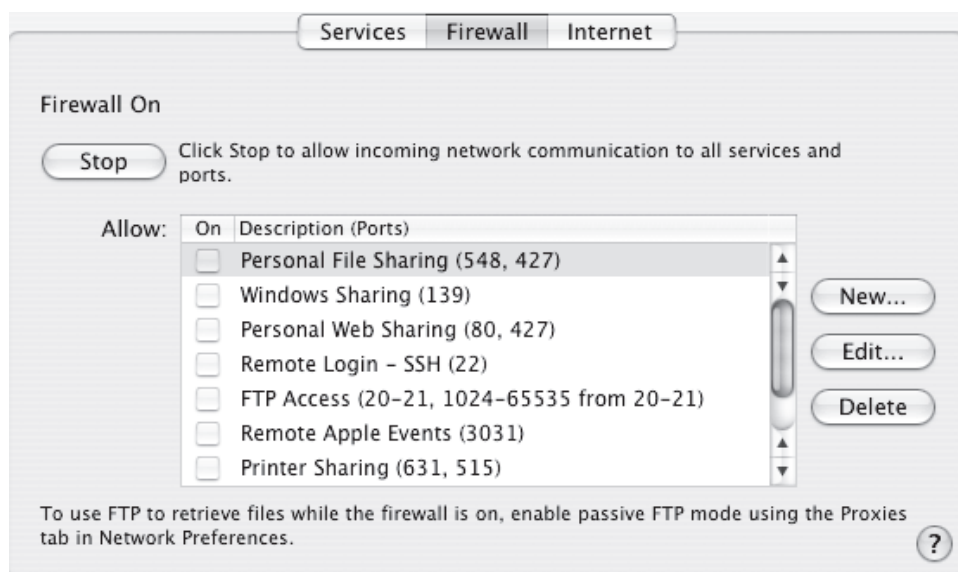 Services Firewall Internet
Firewall On
Stop
Click Stop to allow incoming network communication to all services and
ports.
Allow:
On Description (Ports)
Personal File Sharing (548, 427)
Windows Sharing (139)
Personal Web Sharing (80, 427)
Remote Login – SSH (22)
FTP Access (20–21, 1024–65535 from 20–21)
Remote Apple Events (3031)
Printer Sharing (631, 515)
New...
Edit...
Delete
To use FTP to retrieve files while the firewall is on, enable passive FTP mode using the Proxies
tab in Network Preferences.
?